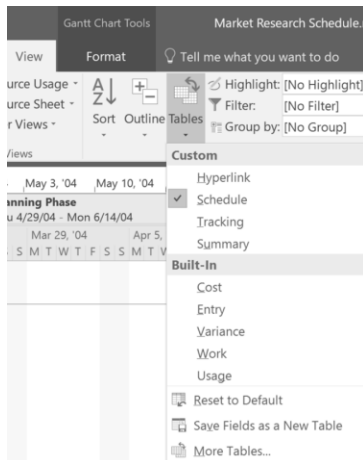 Gantt Chart Tools
Market Research Schedule.
View
Format
Tell me what you want to do
urce Usage
urce Sheet
r Views
Views
Sort
Outline
Tables
Highlight: [No Highlight]
Filter: [No Filter]
Group by: [No Group]
May 3, '04
May 10, '04
anning Phase
u 4/29/04 - Mon 6/14/04
Mar 29, '04
Apr 5,
S S M T W T F S S M T W
Custom
Hyperlink
Schedule
Tracking
Summary
Built-In
Cost
Entry
Variance
Work
Usage
Reset to Default
Save Fields as a New Table
More Tables...